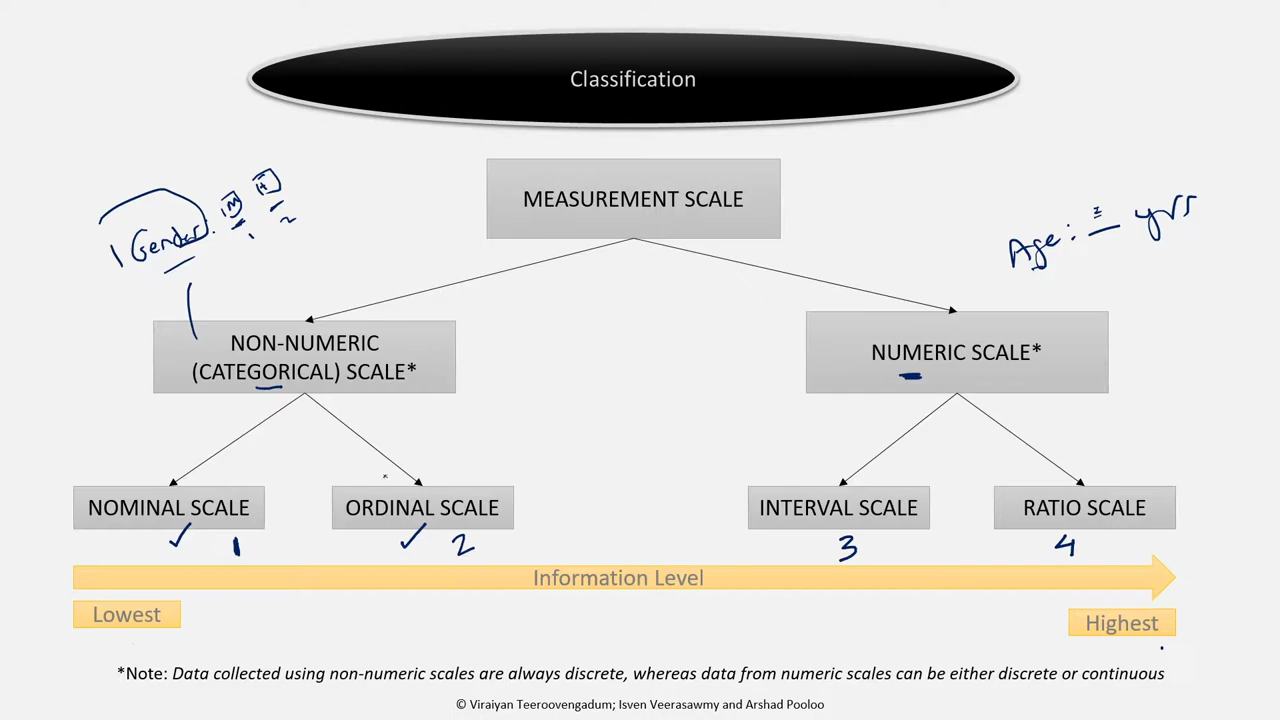 Classification
MEASUREMENT SCALE
Gender: M F
1 2
Age: yrs
NON-NUMERIC
(CATEGORICAL) SCALE*
NUMERIC SCALE*
NOMINAL SCALE
ORDINAL SCALE
INTERVAL SCALE
RATIO SCALE
1
2
3
4
Information Level
Lowest
Highest
*Note: Data collected using non-numeric scales are always discrete, whereas data from numeric scales can be either discrete or continuous
© Viraiyan Teeroovengadum; Isven Veerasawmy and Arshad Pooloo